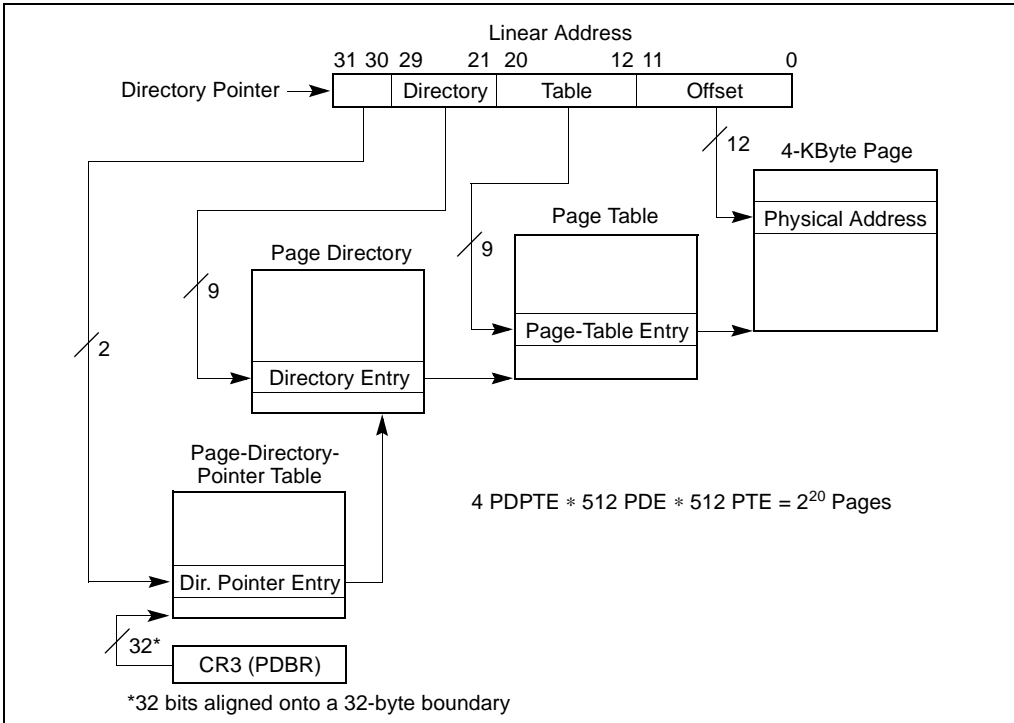 Linear Address
31 30 29 21 20 12 11 0
Directory Pointer
Directory Table Offset
12
4-KByte Page
Physical Address
Page Table
9
Page-Table Entry
Page Directory
9
Directory Entry
2
Page-Directory-
Pointer Table
4 PDPTE ∗ 512 PDE ∗ 512 PTE = 2²⁰ Pages
Dir. Pointer Entry
32*
CR3 (PDBR)
*32 bits aligned onto a 32-byte boundary